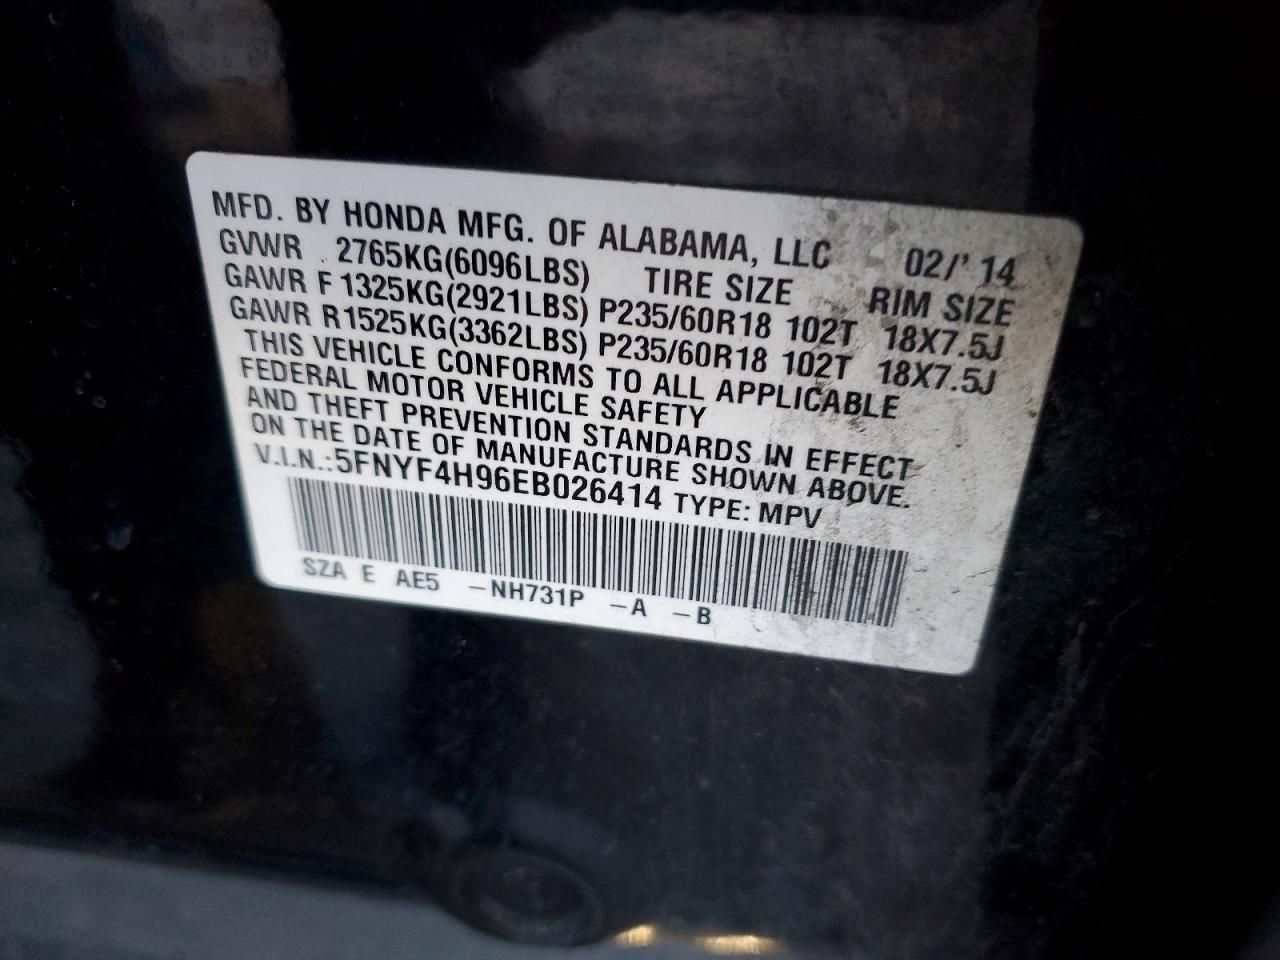 MFD. BY HONDA MFG. OF ALABAMA, LLC 02/'14
GVWR 2765KG(6096LBS) TIRE SIZE RIM SIZE
GAWR F 1325KG(2921LBS) P235/60R18 102T 18X7.5J
GAWR R1525KG(3362LBS) P235/60R18 102T 18X7.5J
THIS VEHICLE CONFORMS TO ALL APPLICABLE
FEDERAL MOTOR VEHICLE SAFETY
AND THEFT PREVENTION STANDARDS IN EFFECT
ON THE DATE OF MANUFACTURE SHOWN ABOVE.
V.I.N.:5FNYF4H96EB026414 TYPE: MPV
SZA E AE5 -NH731P -A -B